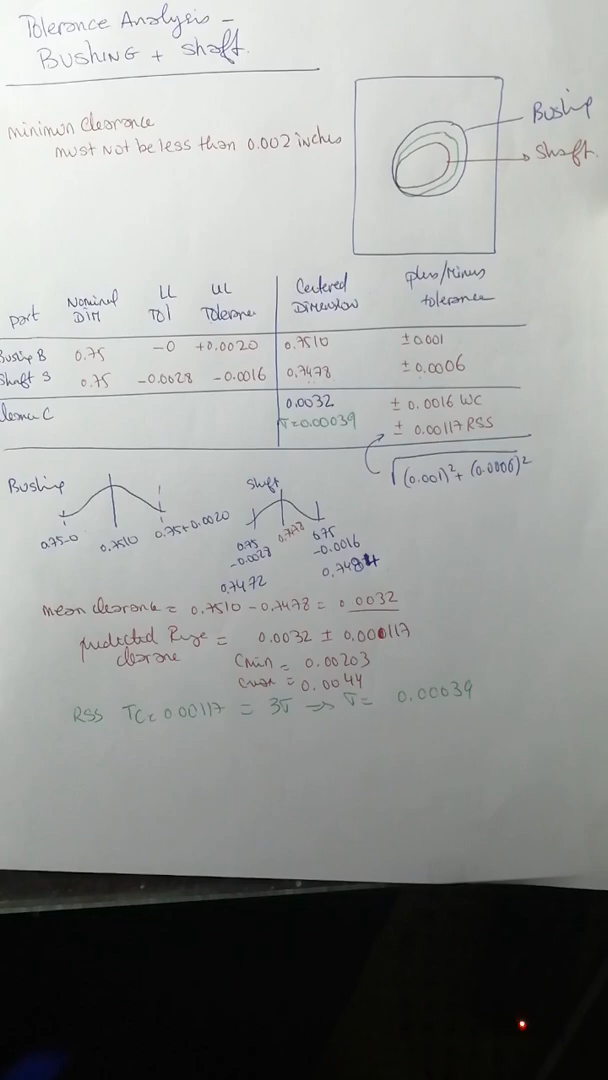 Tolerance Analysis -
BUSHING + Shaft.
minimun Clearance
must not be less than 0.002 inches
Bushing
Shaft.
part Nominal DIM LL Tol UL Tolerance Centered DIMENSION plus/Minus tolerance
Bushing B 0.75 -0 +0.0020 0.7510 ±0.001
Shaft S 0.75 -0.0028 -0.0016 0.7478 ±0.0006
C 0.0032 ± 0.0016 WC
σ=0.00039 ± 0.00117 RSS
√(0.001)²+(0.0006)²
Bushing
0.75-0 0.7510 0.75+0.0020
Shaft
0.75 -0.0028 0.7478 0.75 -0.0016
0.7472 0.7484
mean clearance = 0.7510 - 0.7478 = 0.0032
predicted Range clearance = 0.0032 ± 0.000117
Cmin = 0.00203
Cmax = 0.0044
RSS Tc = 0.00117 = 3σ => σ = 0.00039